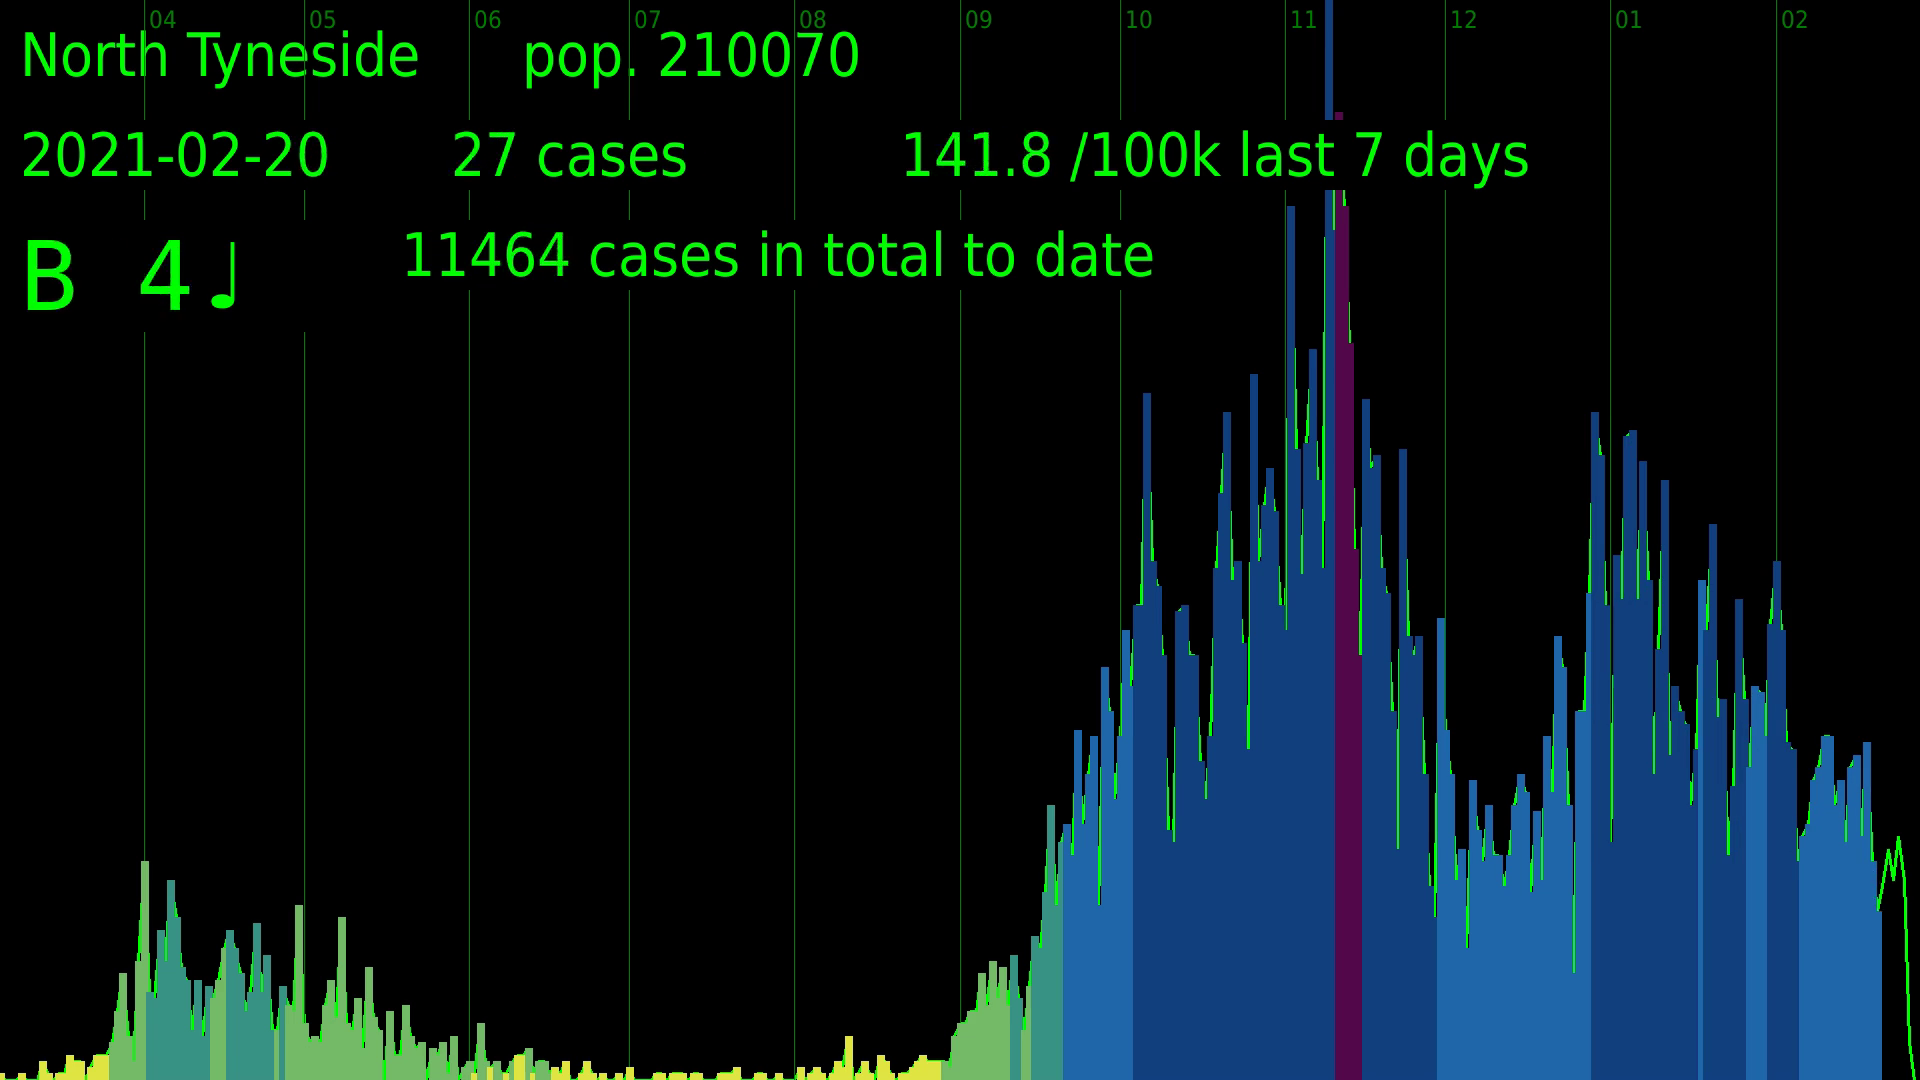 04 05 06 07 08 09 10 11 12 01 02
North Tyneside pop. 210070
2021-02-20 27 cases 141.8 /100k last 7 days
B 4♩ 11464 cases in total to date